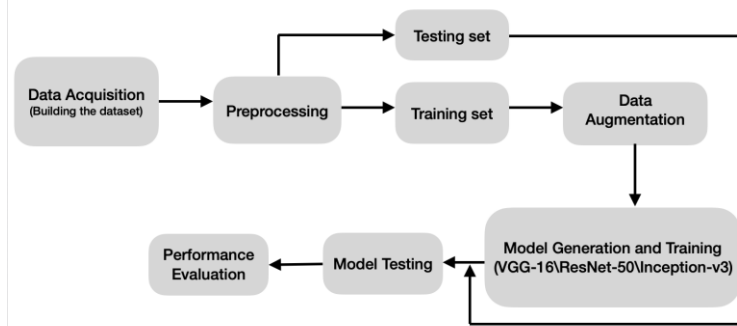 Testing set
Data Acquisition
(Building the dataset)
Preprocessing
Training set
Data
Augmentation
Model Generation and Training
(VGG-16\ResNet-50\Inception-v3)
Model Testing
Performance
Evaluation